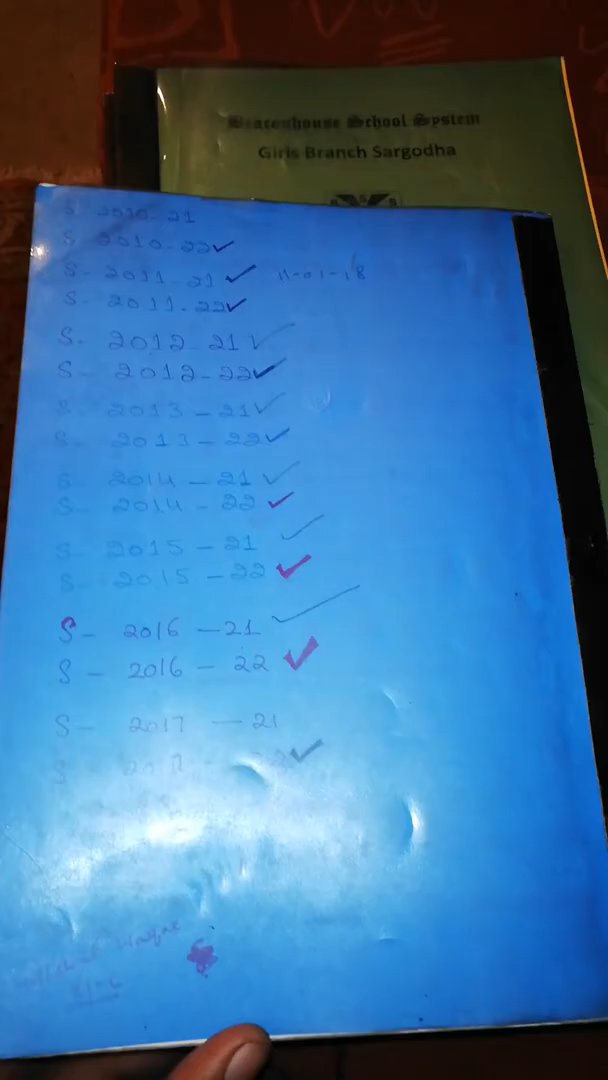 Beaconhouse School System
Girls Branch Sargodha
S- 2010-21
S- 2010-22 ✓
S- 2011-21 ✓ 11-01-18
S- 2011-22 ✓
S- 2012-21 ✓
S- 2012-22 ✓
S- 2013-21 ✓
S- 2013-22 ✓
S- 2014-21 ✓
S- 2014-22 ✓
S- 2015-21 ✓
S- 2015-22 ✓
S- 2016-21 ✓
S- 2016-22 ✓
S- 2017-21